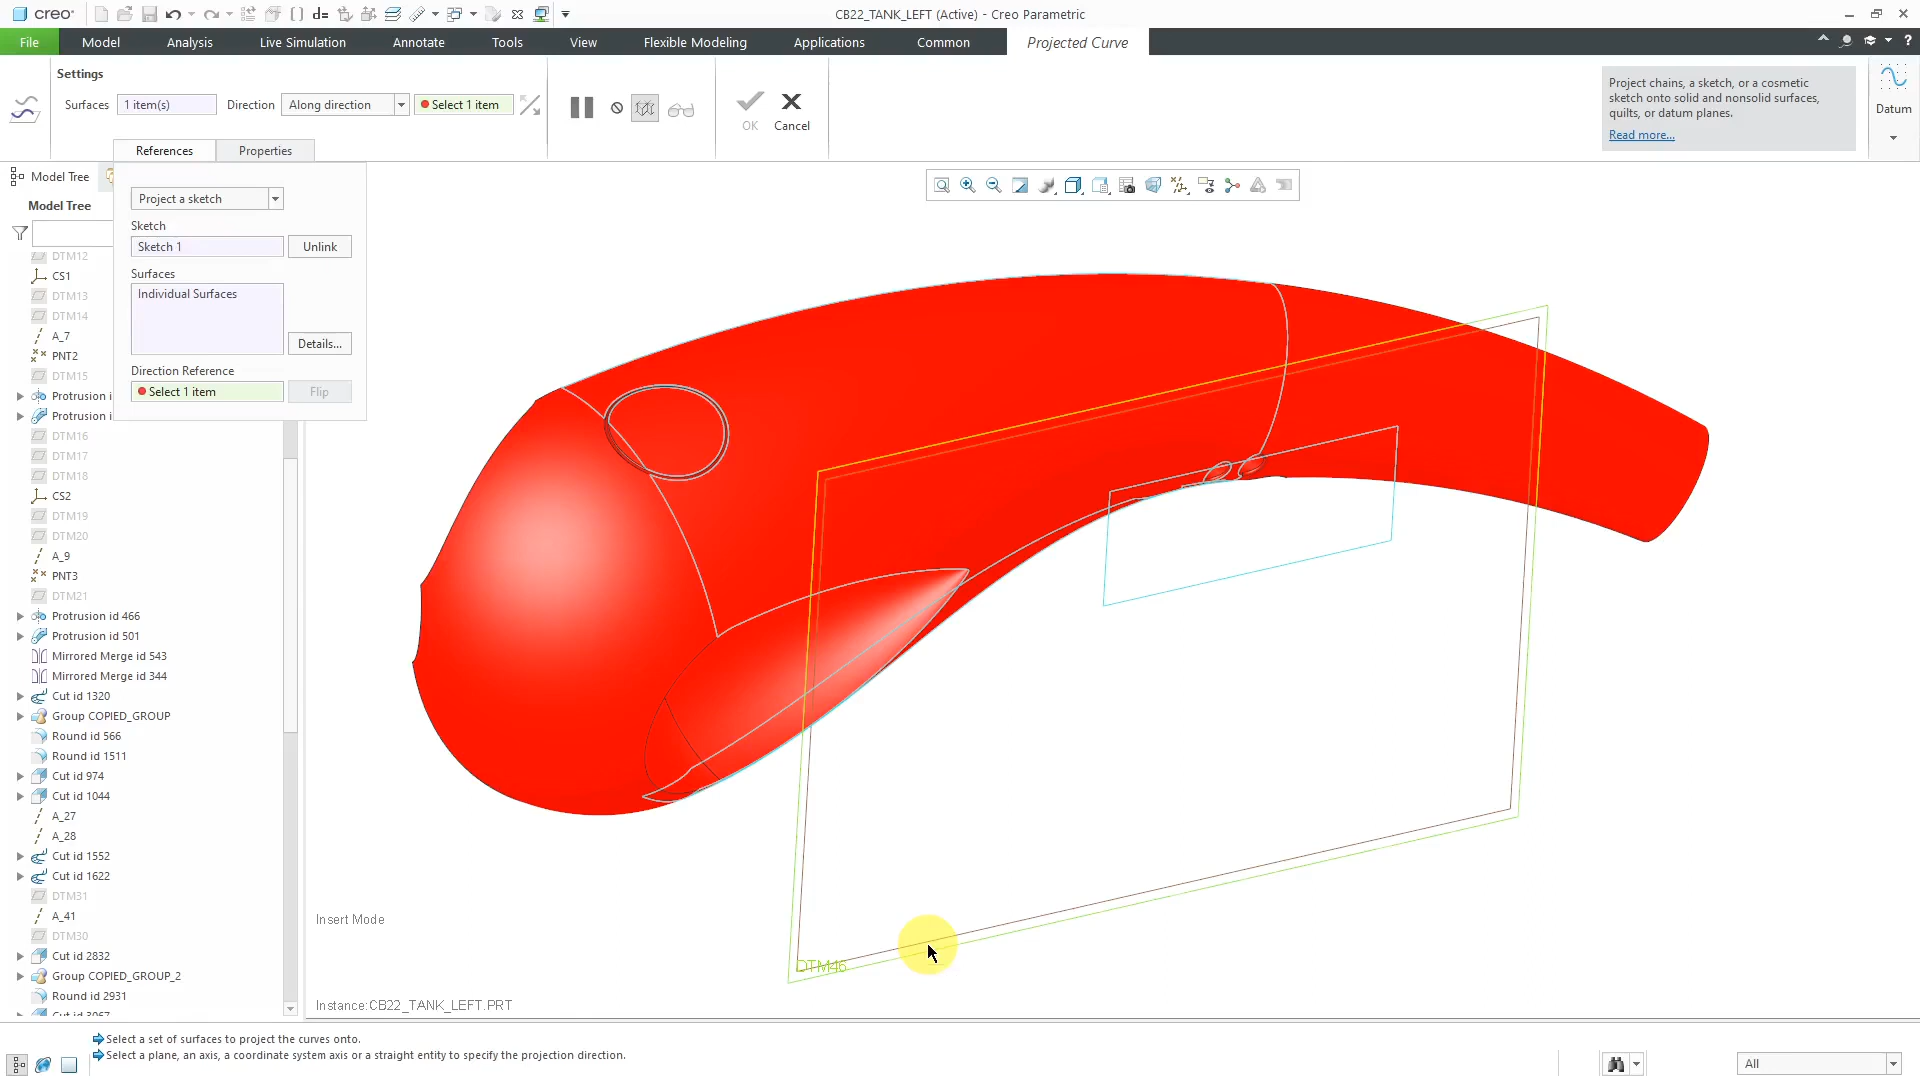 creo
CB22_TANK_LEFT (Active) - Creo Parametric
File Model Analysis Live Simulation Annotate Tools View Flexible Modeling Applications Common Projected Curve
Settings
Surfaces 1 item(s) Direction Along direction Select 1 item
OK Cancel
Project chains, a sketch, or a cosmetic
sketch onto solid and nonsolid surfaces,
quilts, or datum planes.
Read more...
Datum
References Properties
Project a sketch
Sketch
Sketch 1 Unlink
Surfaces
Individual Surfaces
Details...
Direction Reference
Select 1 item Flip
Model Tree
Model Tree
DTM12
CS1
DTM13
DTM14
A_7
PNT2
DTM15
Protrusion i
Protrusion i
DTM16
DTM17
DTM18
CS2
DTM19
DTM20
A_9
PNT3
DTM21
Protrusion id 466
Protrusion id 501
Mirrored Merge id 543
Mirrored Merge id 344
Cut id 1320
Group COPIED_GROUP
Round id 566
Round id 1511
Cut id 974
Cut id 1044
A_27
A_28
Cut id 1552
Cut id 1622
DTM31
A_41
DTM30
Cut id 2832
Group COPIED_GROUP_2
Round id 2931
Cut id 3067
DTM46
Insert Mode
Instance:CB22_TANK_LEFT.PRT
Select a set of surfaces to project the curves onto.
Select a plane, an axis, a coordinate system axis or a straight entity to specify the projection direction.
All